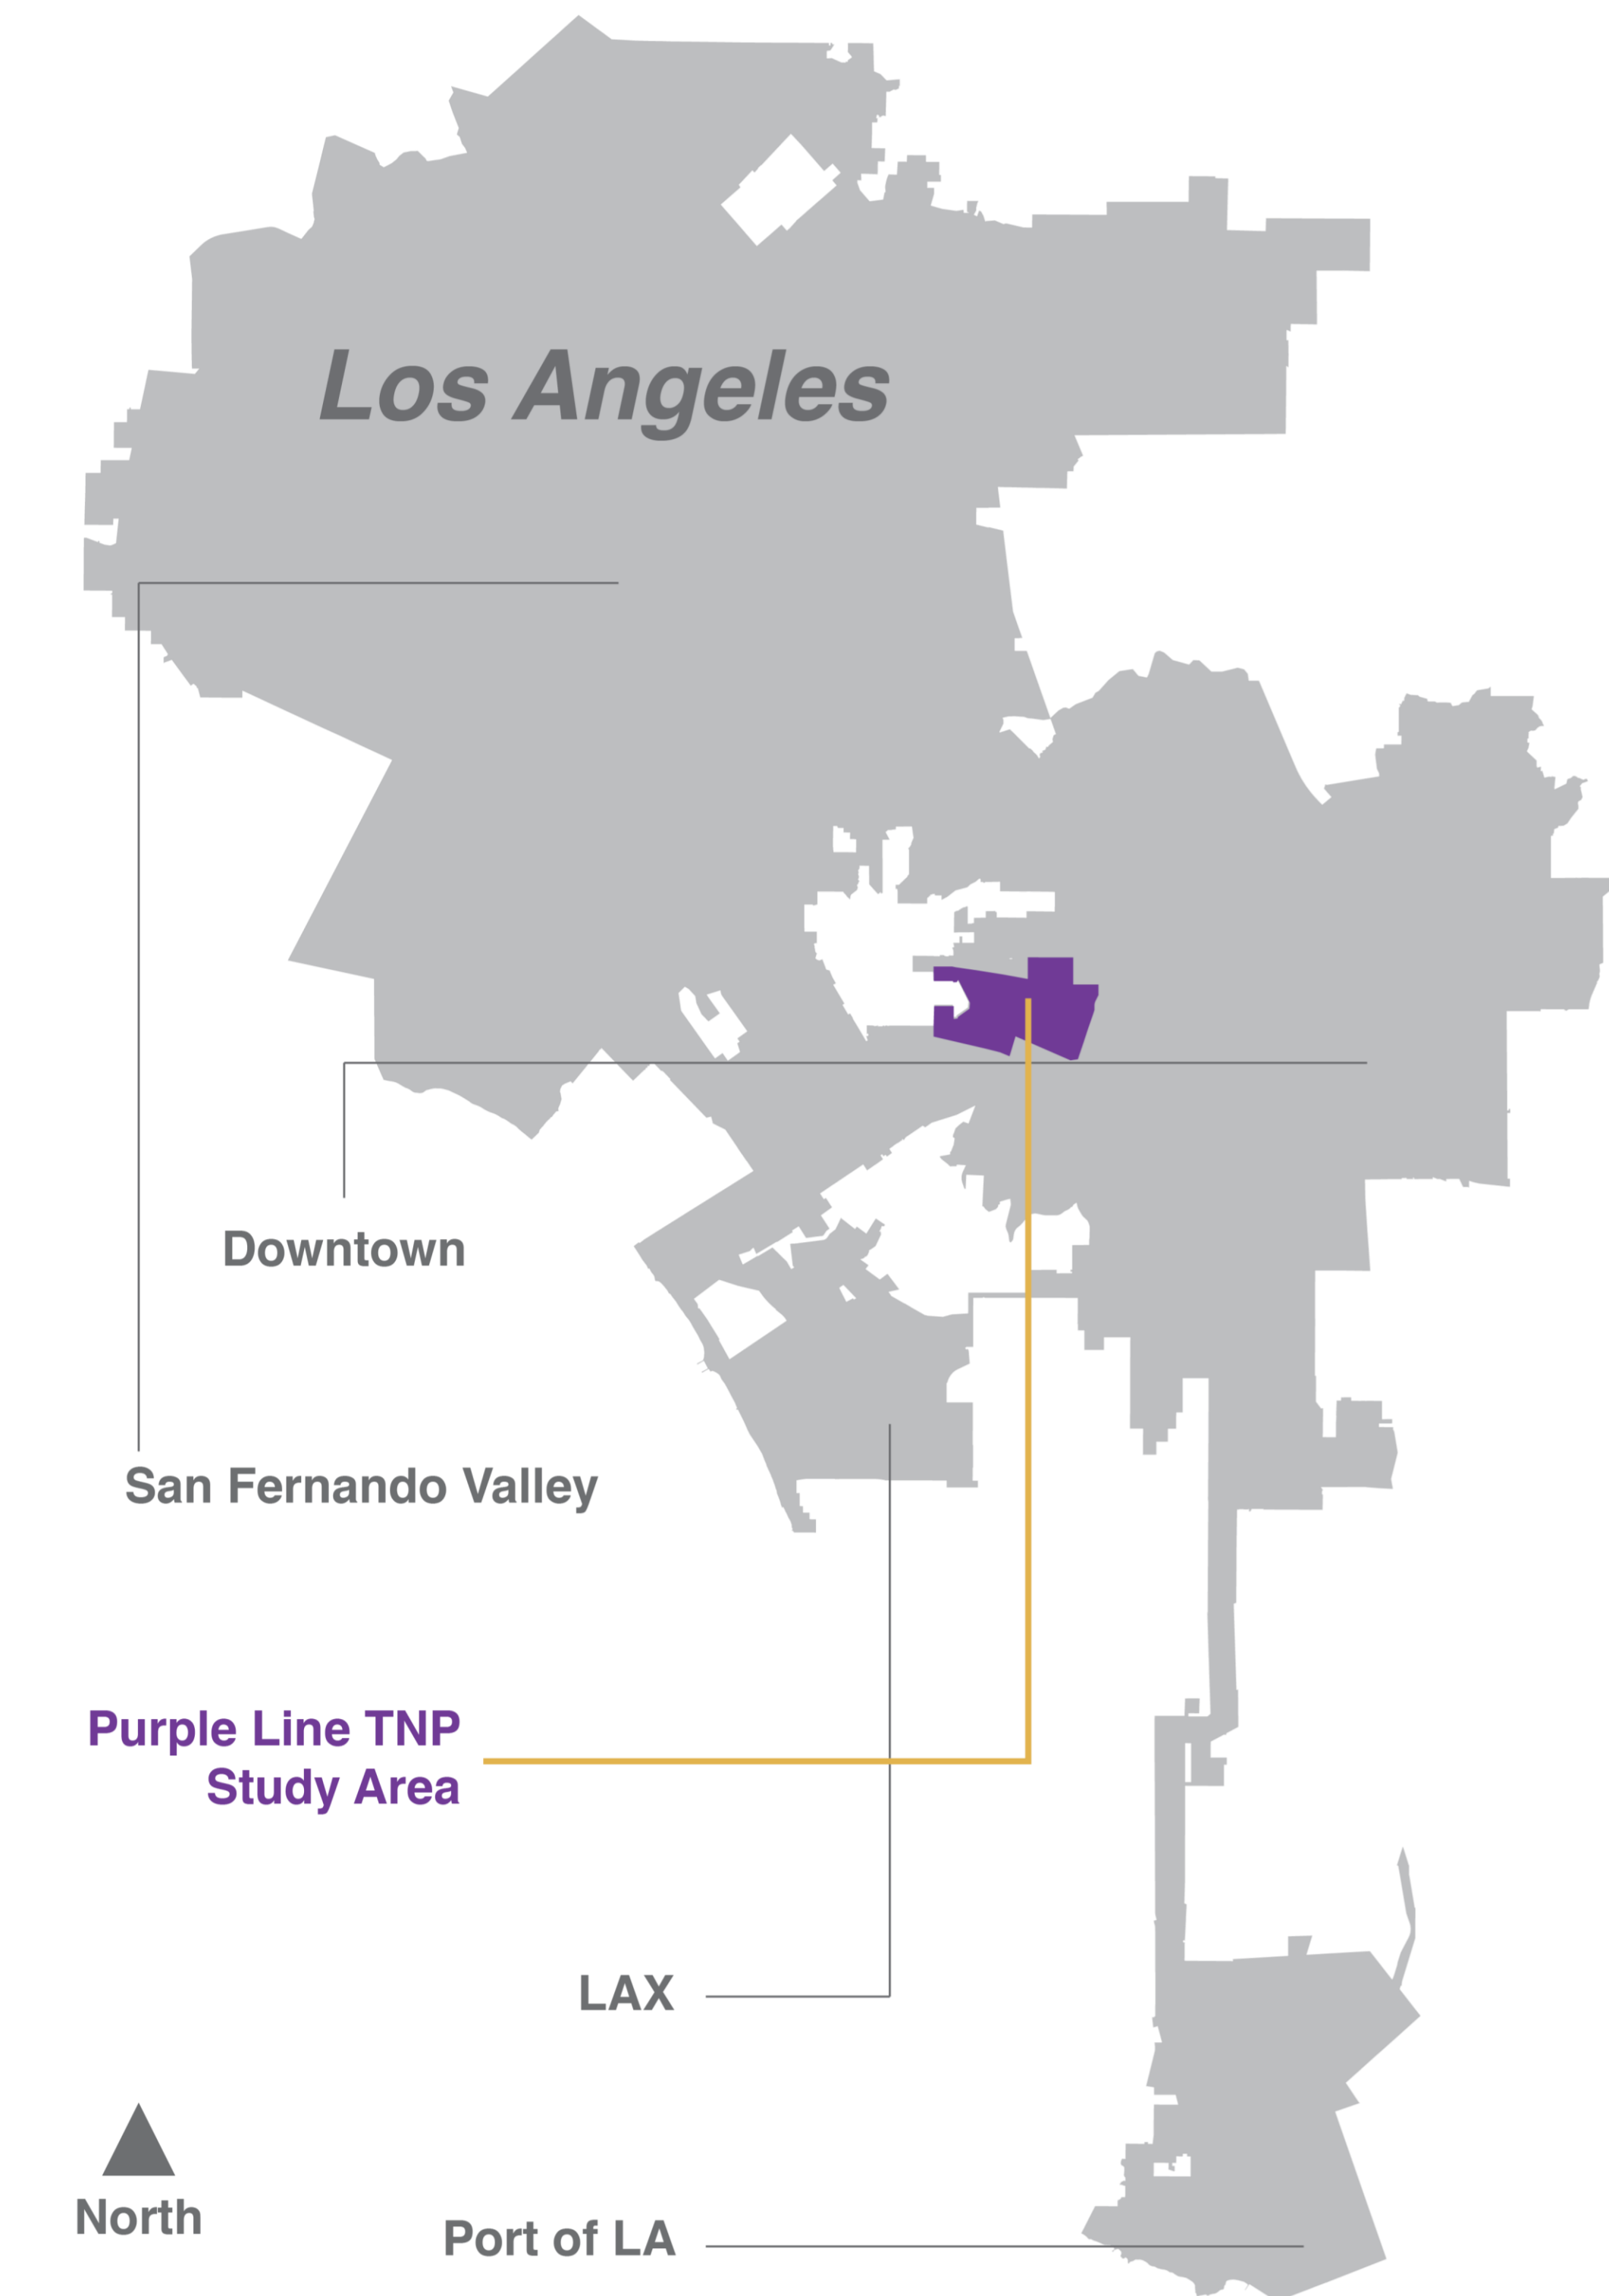 Los Angeles
Downtown
San Fernando Valley
Purple Line TNP
Study Area
LAX
North
Port of LA